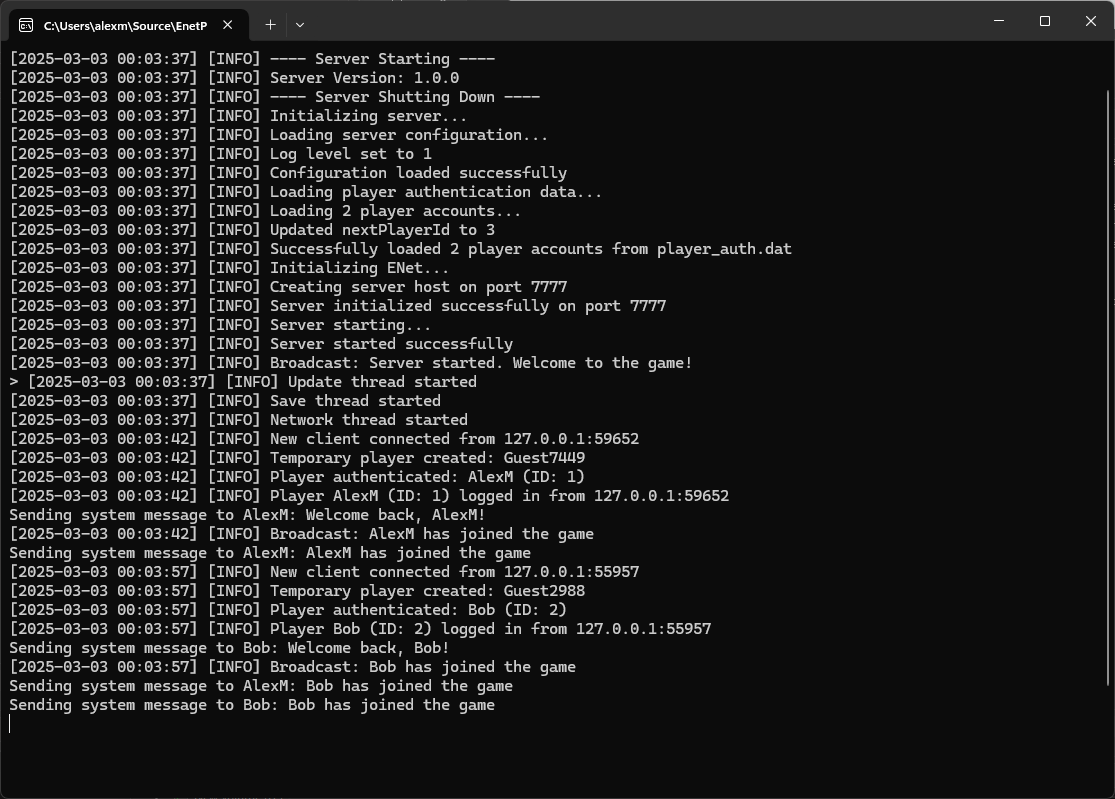 C:\Users\alexm\Source\EnetP
[2025-03-03 00:03:37] [INFO] ---- Server Starting ----
[2025-03-03 00:03:37] [INFO] Server Version: 1.0.0
[2025-03-03 00:03:37] [INFO] ---- Server Shutting Down ----
[2025-03-03 00:03:37] [INFO] Initializing server...
[2025-03-03 00:03:37] [INFO] Loading server configuration...
[2025-03-03 00:03:37] [INFO] Log level set to 1
[2025-03-03 00:03:37] [INFO] Configuration loaded successfully
[2025-03-03 00:03:37] [INFO] Loading player authentication data...
[2025-03-03 00:03:37] [INFO] Loading 2 player accounts...
[2025-03-03 00:03:37] [INFO] Updated nextPlayerId to 3
[2025-03-03 00:03:37] [INFO] Successfully loaded 2 player accounts from player_auth.dat
[2025-03-03 00:03:37] [INFO] Initializing ENet...
[2025-03-03 00:03:37] [INFO] Creating server host on port 7777
[2025-03-03 00:03:37] [INFO] Server initialized successfully on port 7777
[2025-03-03 00:03:37] [INFO] Server starting...
[2025-03-03 00:03:37] [INFO] Server started successfully
[2025-03-03 00:03:37] [INFO] Broadcast: Server started. Welcome to the game!
> [2025-03-03 00:03:37] [INFO] Update thread started
[2025-03-03 00:03:37] [INFO] Save thread started
[2025-03-03 00:03:37] [INFO] Network thread started
[2025-03-03 00:03:42] [INFO] New client connected from 127.0.0.1:59652
[2025-03-03 00:03:42] [INFO] Temporary player created: Guest7449
[2025-03-03 00:03:42] [INFO] Player authenticated: AlexM (ID: 1)
[2025-03-03 00:03:42] [INFO] Player AlexM (ID: 1) logged in from 127.0.0.1:59652
Sending system message to AlexM: Welcome back, AlexM!
[2025-03-03 00:03:42] [INFO] Broadcast: AlexM has joined the game
Sending system message to AlexM: AlexM has joined the game
[2025-03-03 00:03:57] [INFO] New client connected from 127.0.0.1:55957
[2025-03-03 00:03:57] [INFO] Temporary player created: Guest2988
[2025-03-03 00:03:57] [INFO] Player authenticated: Bob (ID: 2)
[2025-03-03 00:03:57] [INFO] Player Bob (ID: 2) logged in from 127.0.0.1:55957
Sending system message to Bob: Welcome back, Bob!
[2025-03-03 00:03:57] [INFO] Broadcast: Bob has joined the game
Sending system message to AlexM: Bob has joined the game
Sending system message to Bob: Bob has joined the game